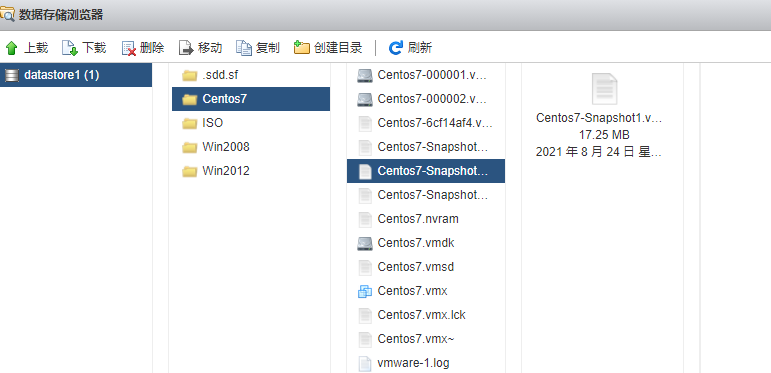 数据存储浏览器
上载 下载 删除 移动 复制 创建目录 刷新
datastore1 (1)
.sdd.sf
Centos7
ISO
Win2008
Win2012
Centos7-000001.v...
Centos7-000002.v...
Centos7-6cf14af4.v...
Centos7-Snapshot...
Centos7-Snapshot...
Centos7-Snapshot...
Centos7.nvram
Centos7.vmdk
Centos7.vmsd
Centos7.vmx
Centos7.vmx.lck
Centos7.vmx~
vmware-1.log
Centos7-Snapshot1.v...
17.25 MB
2021 年 8 月 24 日 星...